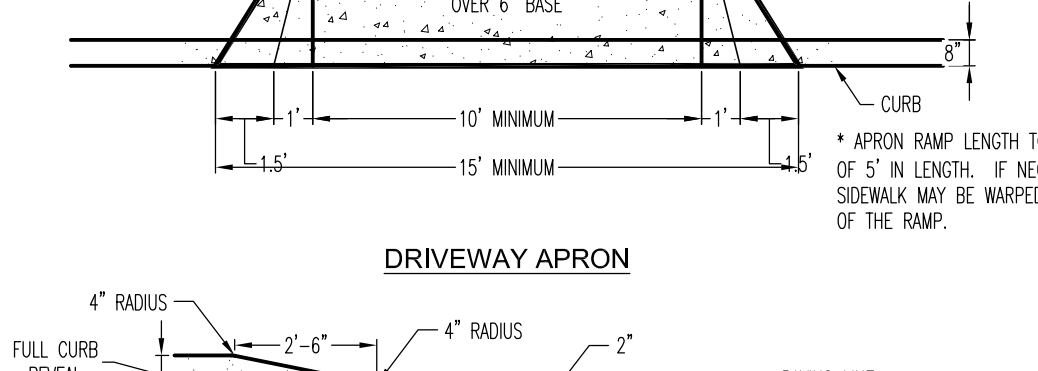 OVER 6" BASE
8"
CURB
1'
10' MINIMUM
1'
1.5'
15' MINIMUM
1.5'
* APRON RAMP LENGTH
OF 5' IN LENGTH. IF
SIDEWALK MAY BE WARPED
OF THE RAMP.
DRIVEWAY APRON
4" RADIUS
2'-6"
4" RADIUS
2"
FULL CURB